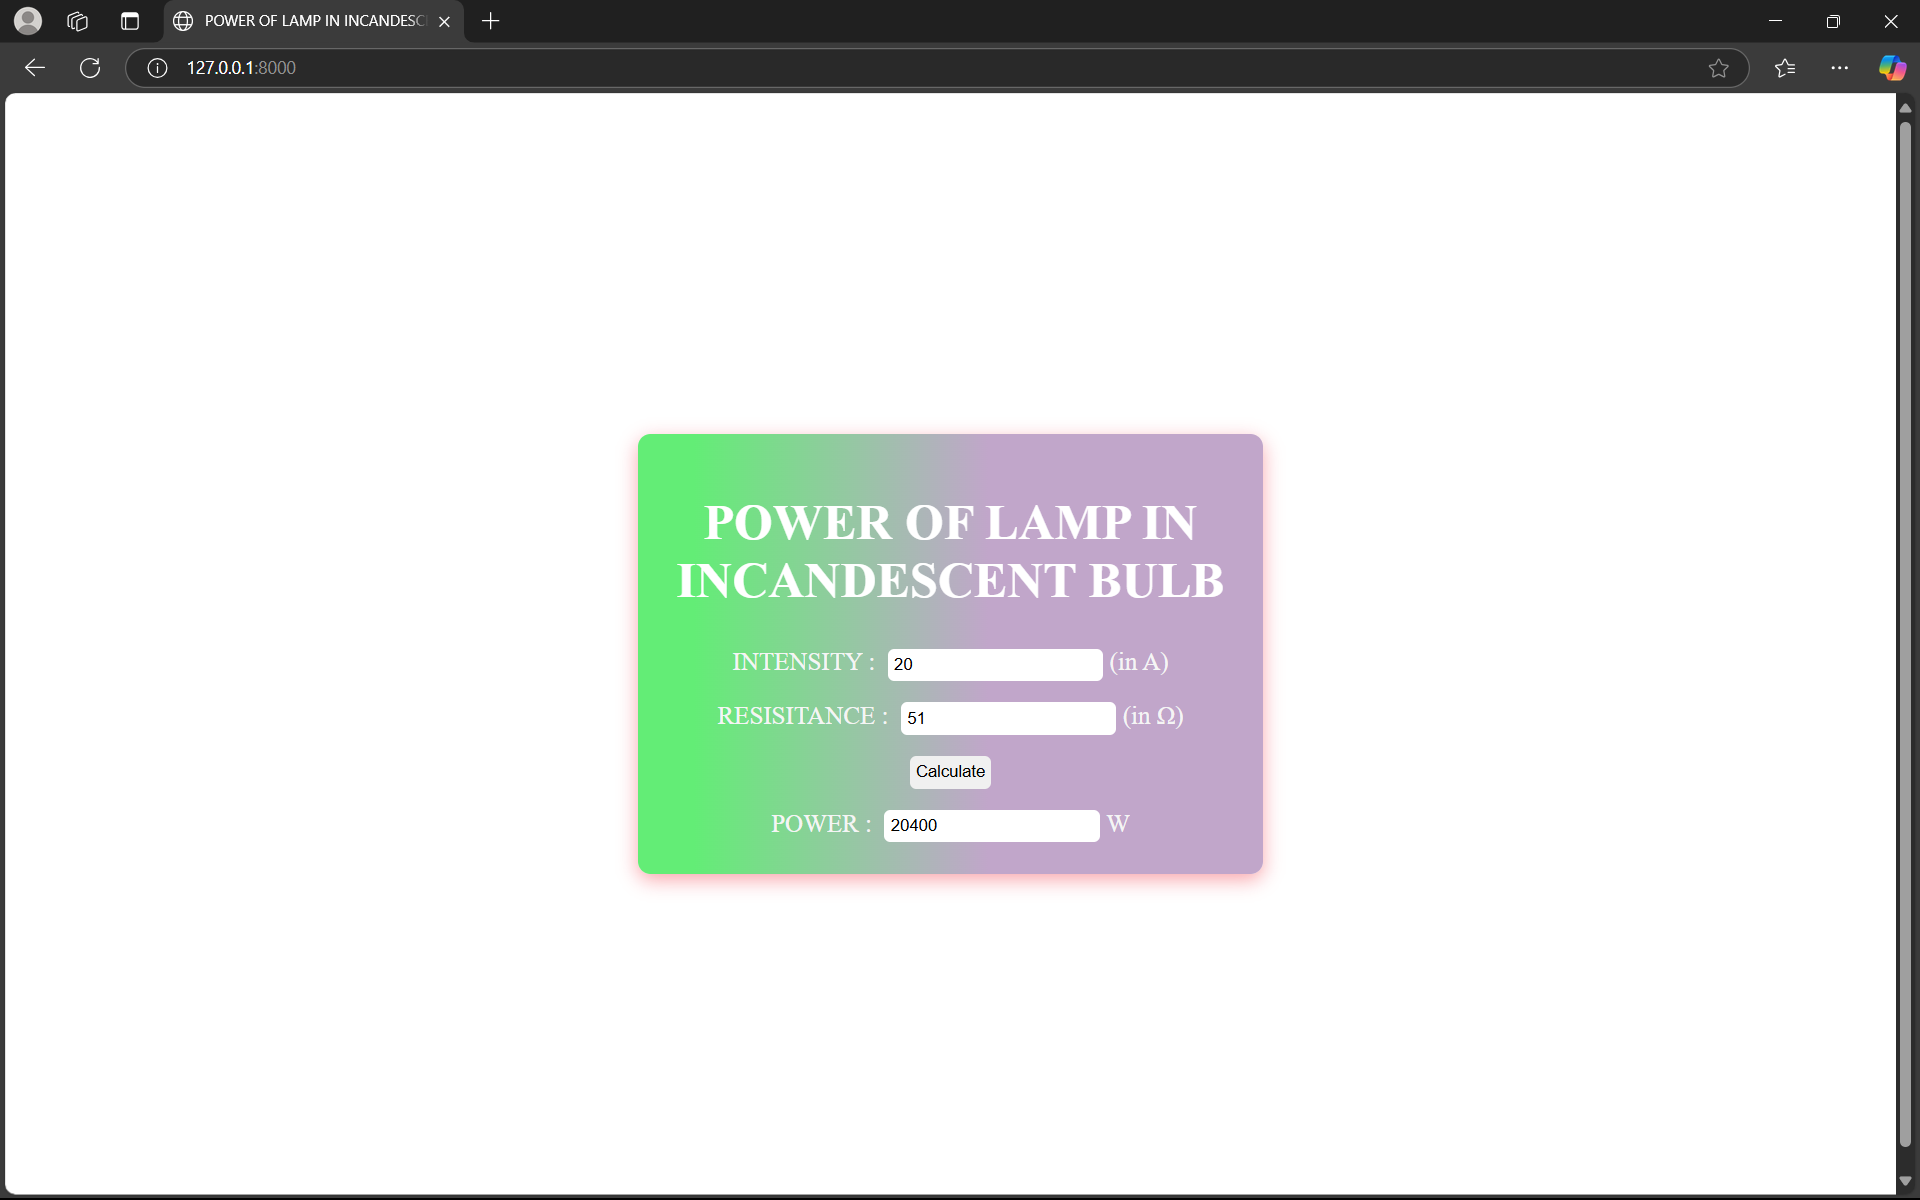 POWER OF LAMP IN INCANDESC
127.0.0.1:8000
POWER OF LAMP IN
INCANDESCENT BULB
INTENSITY : 20 (in A)
RESISITANCE : 51 (in Ω)
Calculate
POWER : 20400 W